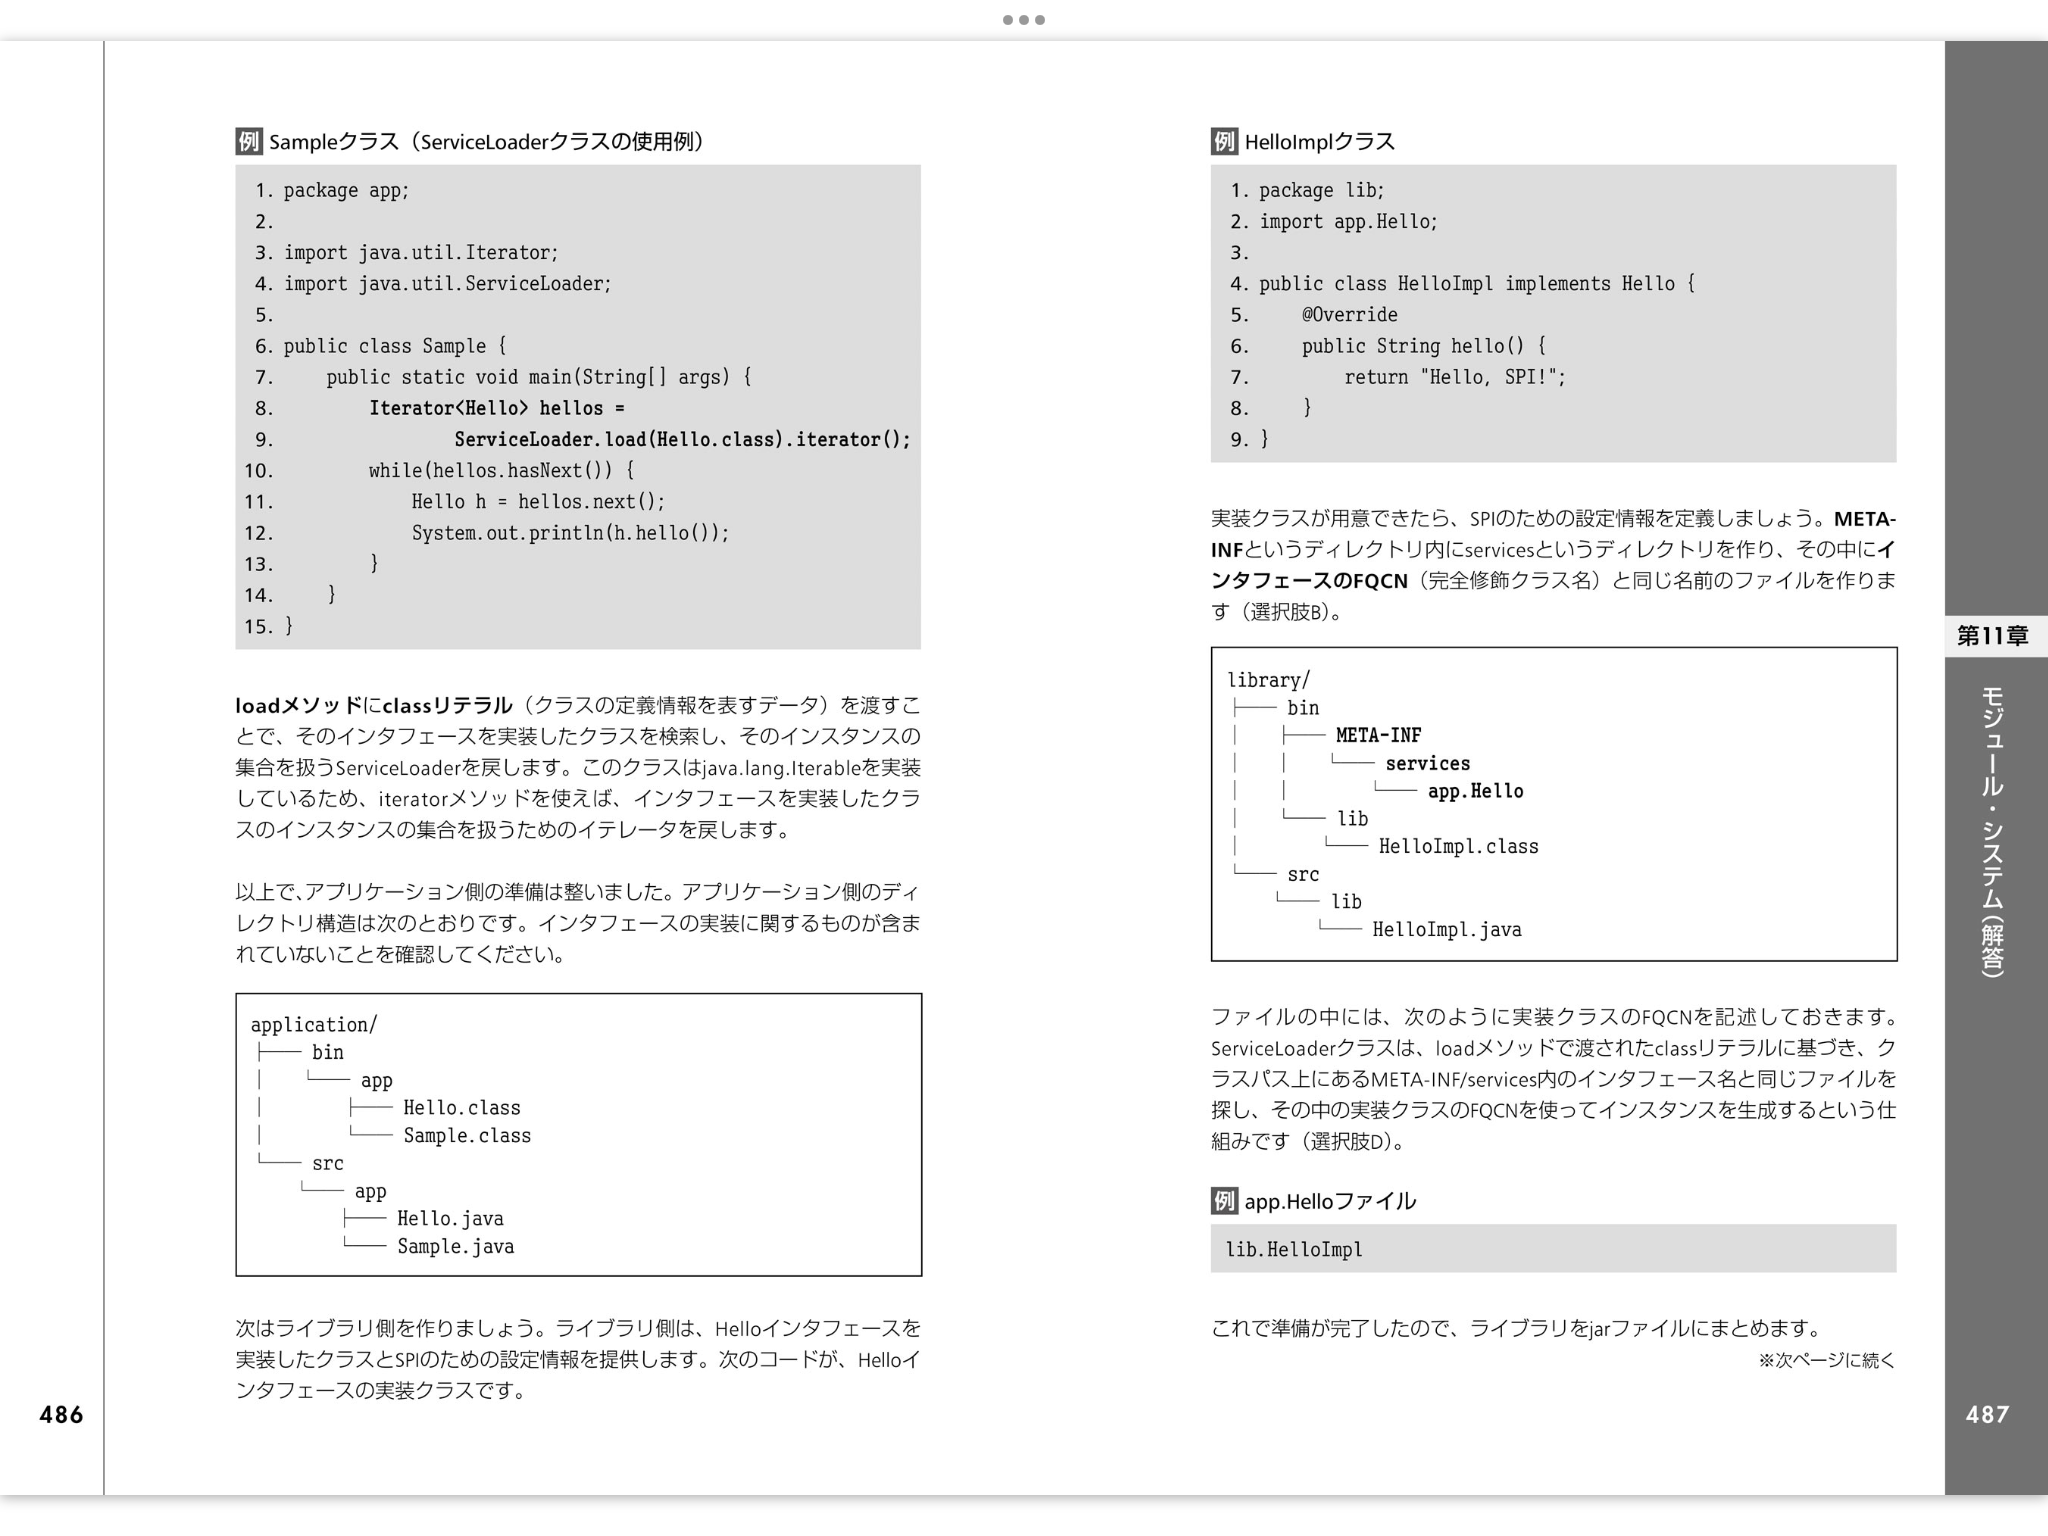 例 Sampleクラス（ServiceLoaderクラスの使用例）
1. package app;
2.
3. import java.util.Iterator;
4. import java.util.ServiceLoader;
5.
6. public class Sample {
7.     public static void main(String[] args) {
8.         Iterator<Hello> hellos =
9.                 ServiceLoader.load(Hello.class).iterator();
10.         while(hellos.hasNext()) {
11.             Hello h = hellos.next();
12.             System.out.println(h.hello());
13.         }
14.     }
15. }
loadメソッドにclassリテラル（クラスの定義情報を表すデータ）を渡すこ
とで、そのインタフェースを実装したクラスを検索し、そのインスタンスの
集合を扱うServiceLoaderを戻します。このクラスはjava.lang.Iterableを実装
しているため、iteratorメソッドを使えば、インタフェースを実装したクラ
スのインスタンスの集合を扱うためのイテレータを戻します。
以上で、アプリケーション側の準備は整いました。アプリケーション側のディ
レクトリ構造は次のとおりです。インタフェースの実装に関するものが含ま
れていないことを確認してください。
application/
├── bin
│   └── app
│       ├── Hello.class
│       └── Sample.class
└── src
    └── app
        ├── Hello.java
        └── Sample.java
次はライブラリ側を作りましょう。ライブラリ側は、Helloインタフェースを
実装したクラスとSPIのための設定情報を提供します。次のコードが、Helloイ
ンタフェースの実装クラスです。
486
例 HelloImplクラス
1. package lib;
2. import app.Hello;
3.
4. public class HelloImpl implements Hello {
5.     @Override
6.     public String hello() {
7.         return "Hello, SPI!";
8.     }
9. }
実装クラスが用意できたら、SPIのための設定情報を定義しましょう。META-
INFというディレクトリ内にservicesというディレクトリを作り、その中にイ
ンタフェースのFQCN（完全修飾クラス名）と同じ名前のファイルを作りま
す（選択肢B）。
library/
├── bin
│   ├── META-INF
│   │   └── services
│   │       └── app.Hello
│   └── lib
│       └── HelloImpl.class
└── src
    └── lib
        └── HelloImpl.java
ファイルの中には、次のように実装クラスのFQCNを記述しておきます。
ServiceLoaderクラスは、loadメソッドで渡されたclassリテラルに基づき、ク
ラスパス上にあるMETA-INF/services内のインタフェース名と同じファイルを
探し、その中の実装クラスのFQCNを使ってインスタンスを生成するという仕
組みです（選択肢D）。
例 app.Helloファイル
lib.HelloImpl
これで準備が完了したので、ライブラリをjarファイルにまとめます。
※次ページに続く
第11章
モジュール・システム（解答）
487